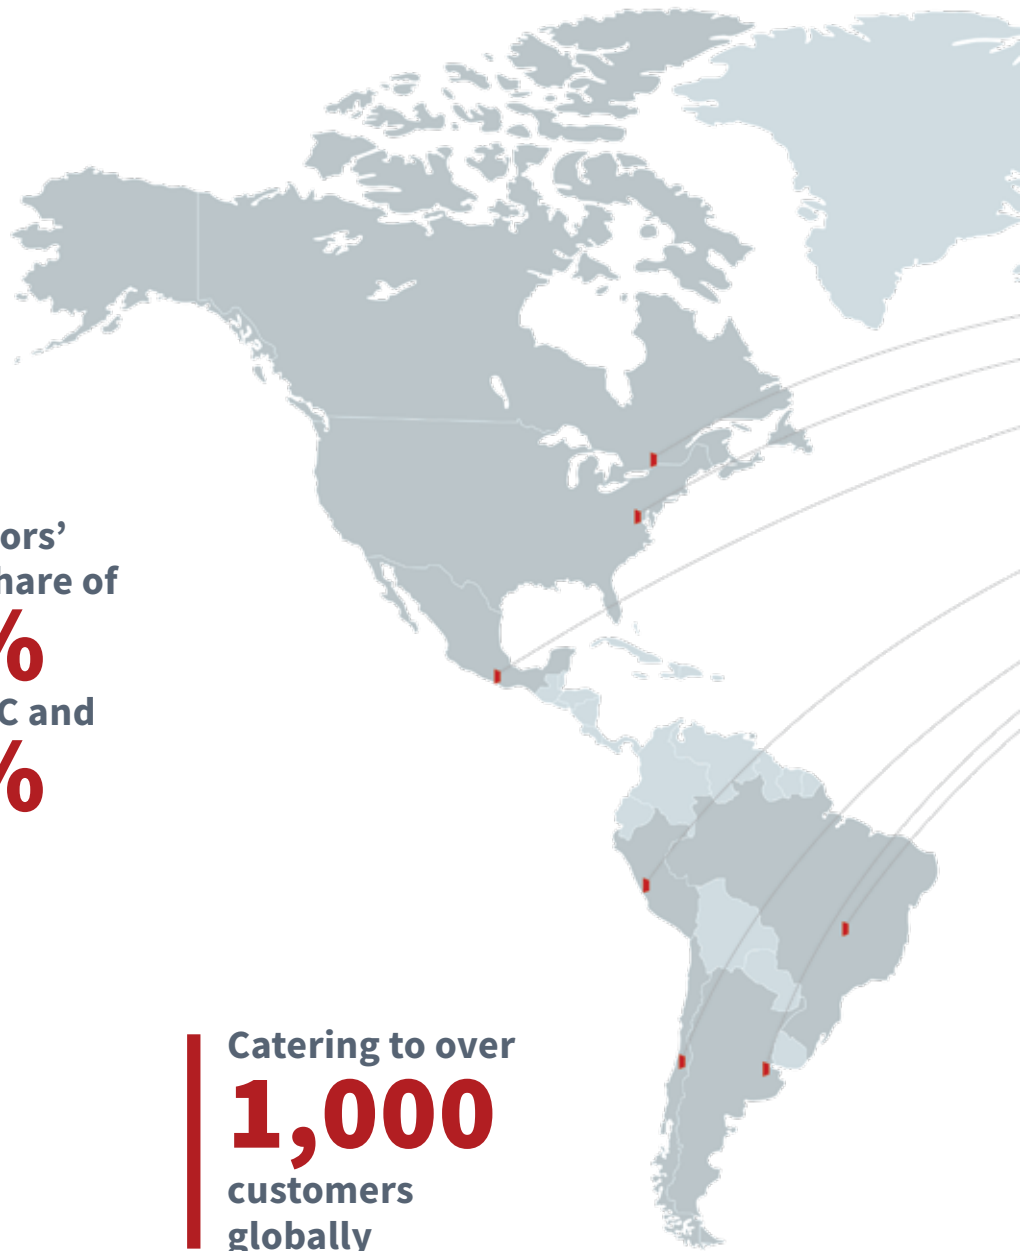 ors’
hare of
%
C and
%
Catering to over
1,000
customers
globally